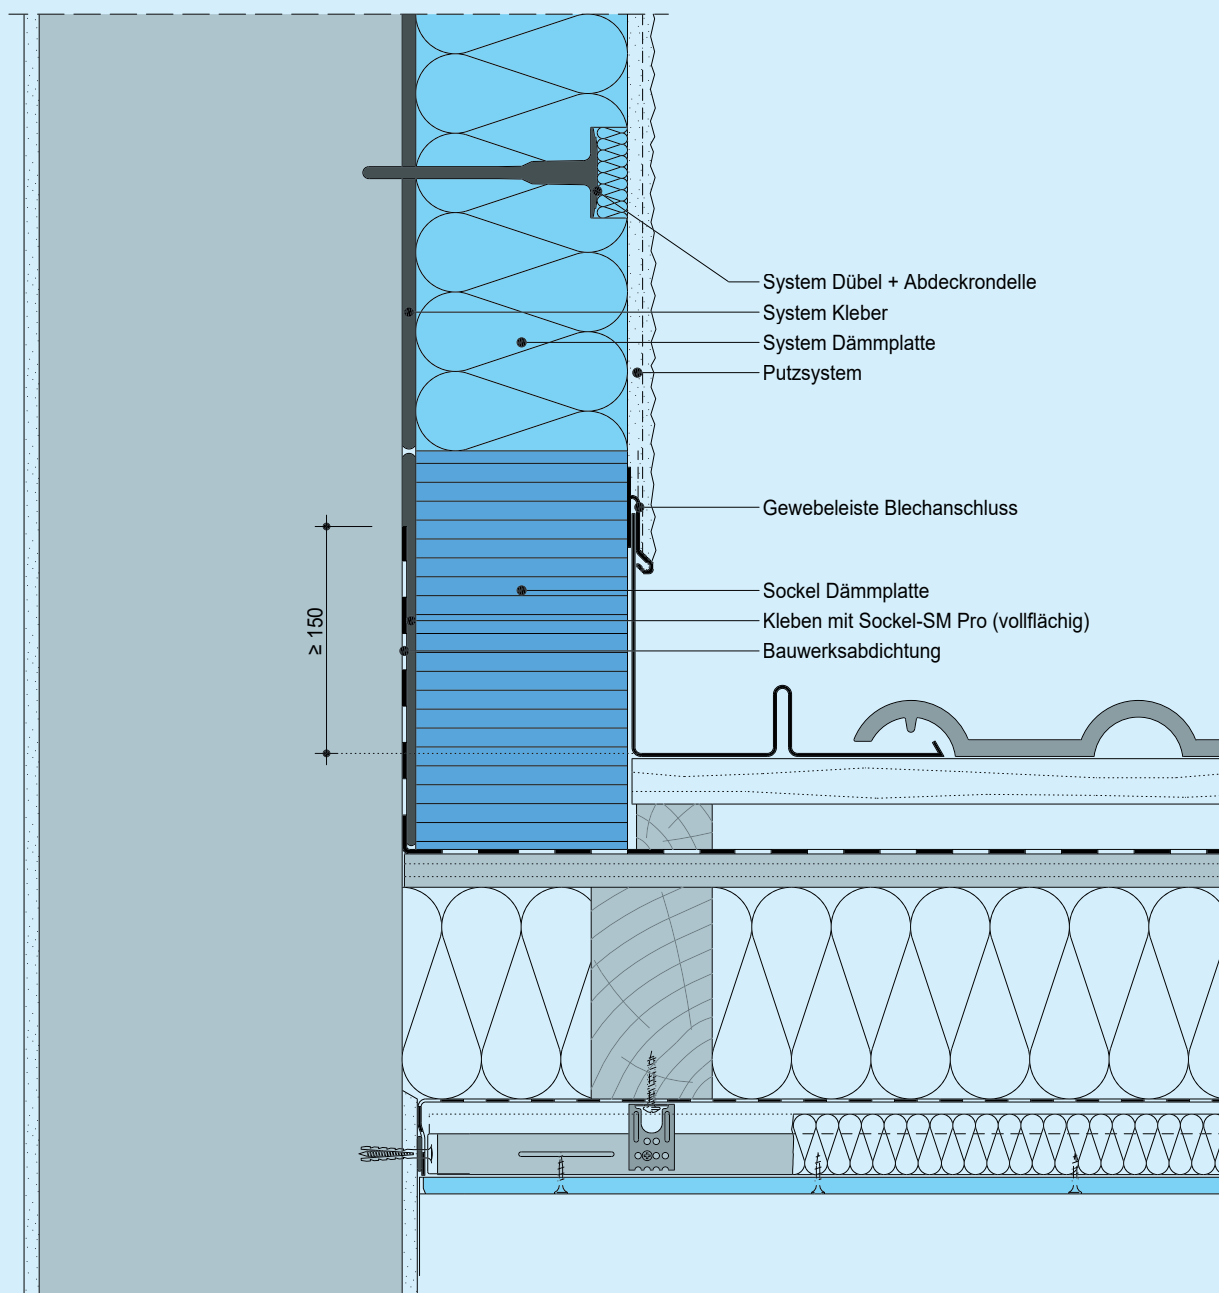 System Dübel + Abdeckrondelle
System Kleber
System Dämmplatte
Putzsystem
Gewebeleiste Blechanschluss
Sockel Dämmplatte
Kleben mit Sockel-SM Pro (vollflächig)
Bauwerksabdichtung
≥ 150